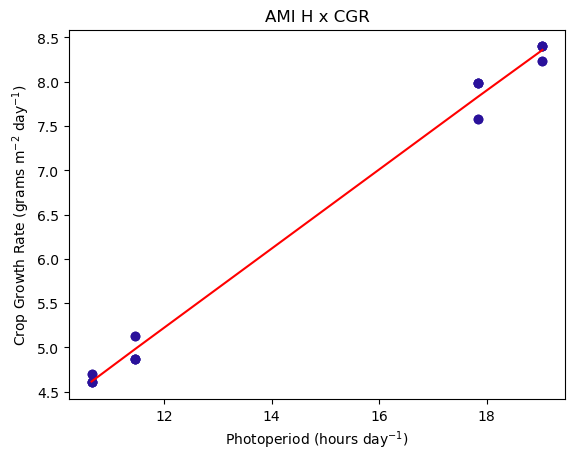 AMI H x CGR
8.5
8.0
7.5
7.0
6.5
6.0
5.5
5.0
4.5
Crop Growth Rate (grams m⁻² day⁻¹)
12 14 16 18
Photoperiod (hours day⁻¹)